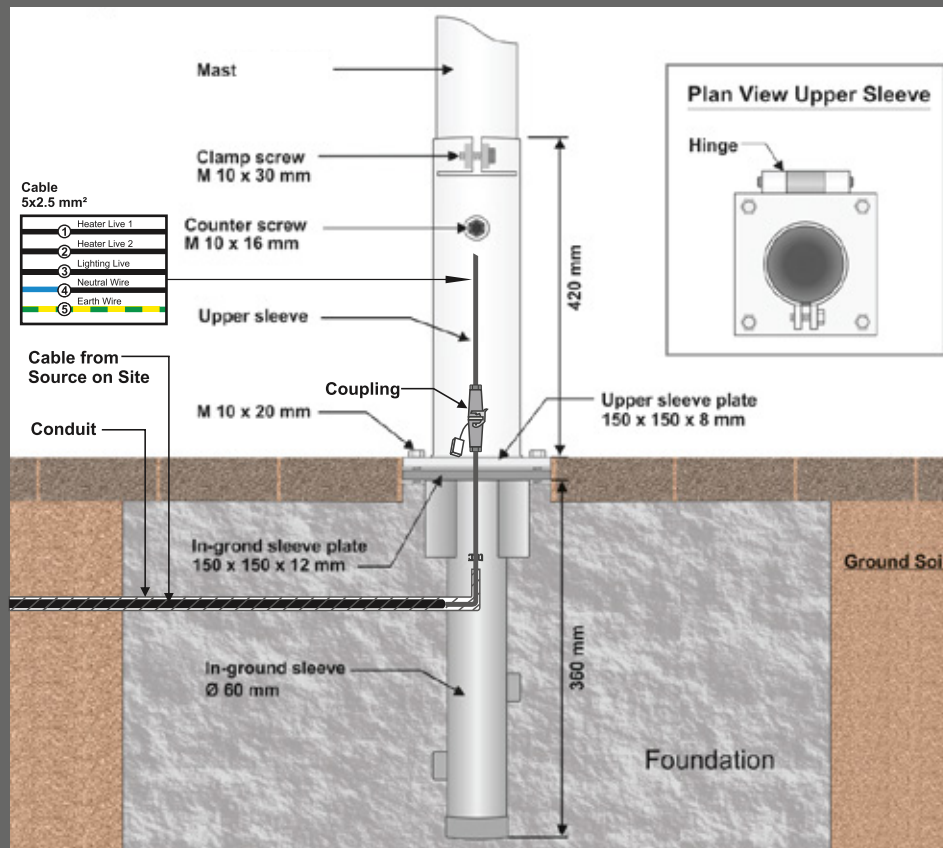 Mast
Plan View Upper Sleeve
Hinge
Clamp screw
M 10 x 30 mm
Cable
5x2.5 mm²
1 Heater Live 1
2 Heater Live 2
3 Lighting Live
4 Neutral Wire
5 Earth Wire
Counter screw
M 10 x 16 mm
420 mm
Upper sleeve
Cable from
Source on Site
Coupling
M 10 x 20 mm
Upper sleeve plate
150 x 150 x 8 mm
Conduit
In-grond sleeve plate
150 x 150 x 12 mm
Ground Soi
In-ground sleeve
Ø 60 mm
360 mm
Foundation